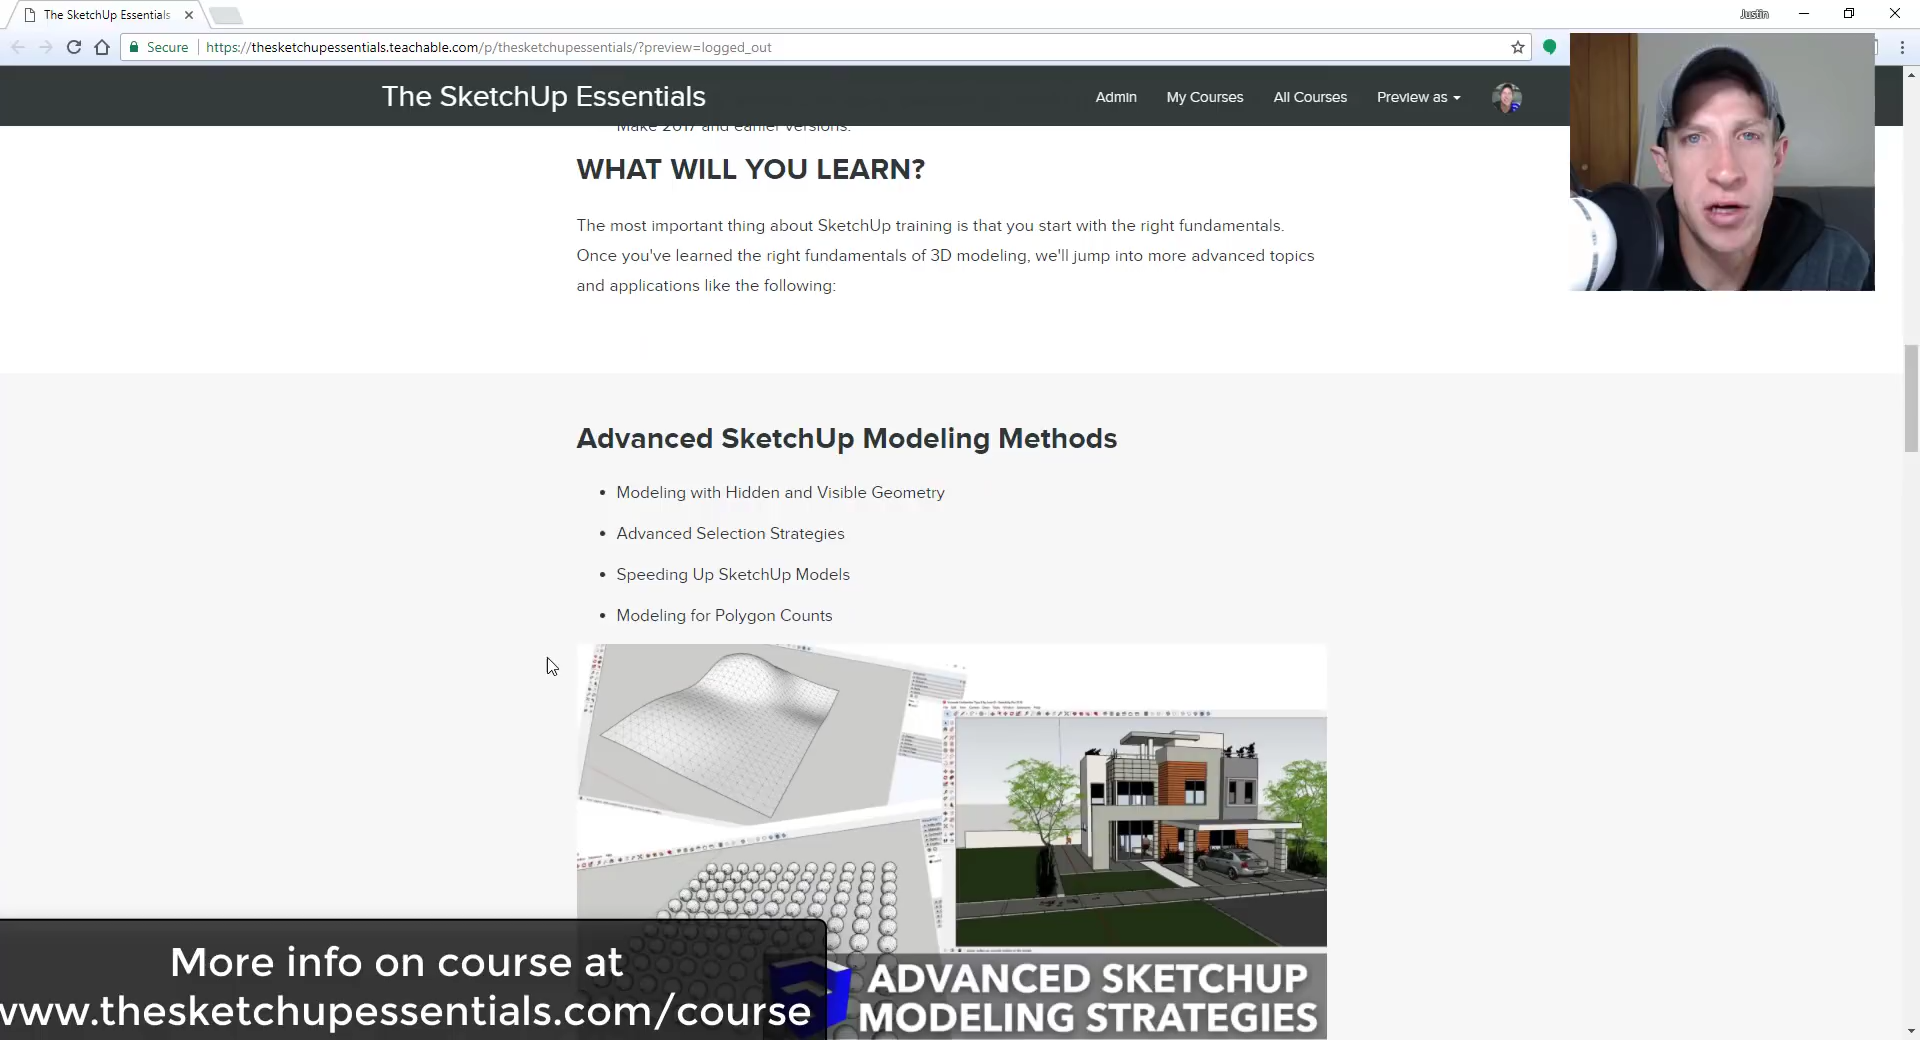 The SketchUp Essentials
Justin
Secure
https://thesketchupessentials.teachable.com/p/thesketchupessentials/?preview=logged_out
The SketchUp Essentials
Admin
My Courses
All Courses
Preview as
Make 2017 and earlier versions.
WHAT WILL YOU LEARN?
The most important thing about SketchUp training is that you start with the right fundamentals.
Once you've learned the right fundamentals of 3D modeling, we'll jump into more advanced topics
and applications like the following:
Advanced SketchUp Modeling Methods
• Modeling with Hidden and Visible Geometry
• Advanced Selection Strategies
• Speeding Up SketchUp Models
• Modeling for Polygon Counts
More info on course at
www.thesketchupessentials.com/course
ADVANCED SKETCHUP
MODELING STRATEGIES